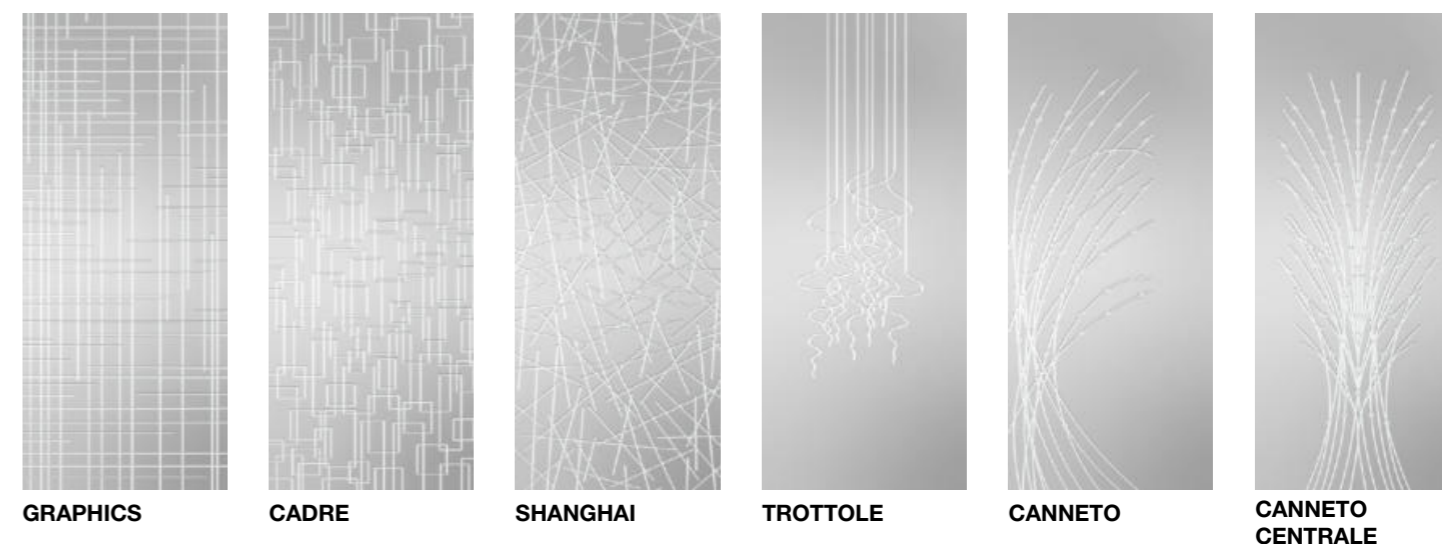 GRAPHICS
CADRE
SHANGHAI
TROTTOLE
CANNETO
CANNETO
CENTRALE